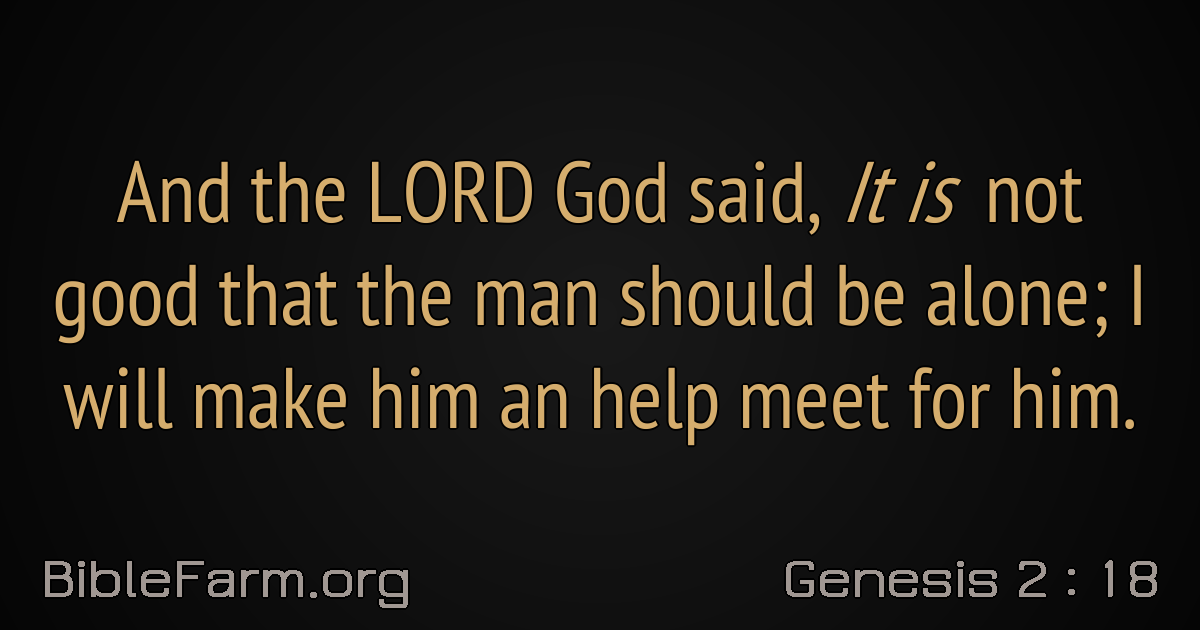 And the LORD God said, It is not
good that the man should be alone; I
will make him an help meet for him.
BibleFarm.org
Genesis 2 : 18